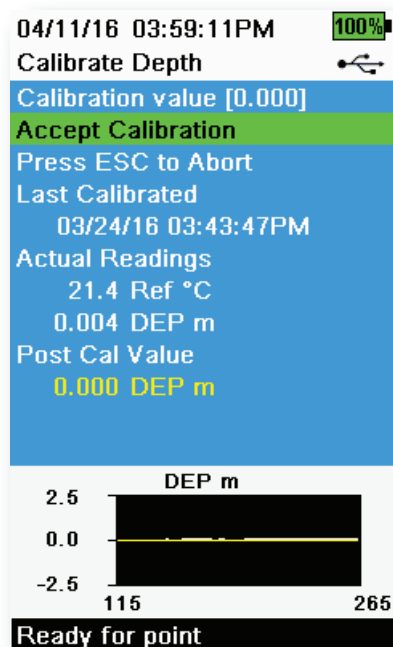 04/11/16 03:59:11PM 100%
Calibrate Depth
Calibration value [0.000]
Accept Calibration
Press ESC to Abort
Last Calibrated
03/24/16 03:43:47PM
Actual Readings
21.4 Ref °C
0.004 DEP m
Post Cal Value
0.000 DEP m
DEP m
2.5
0.0
-2.5
115 265
Ready for point